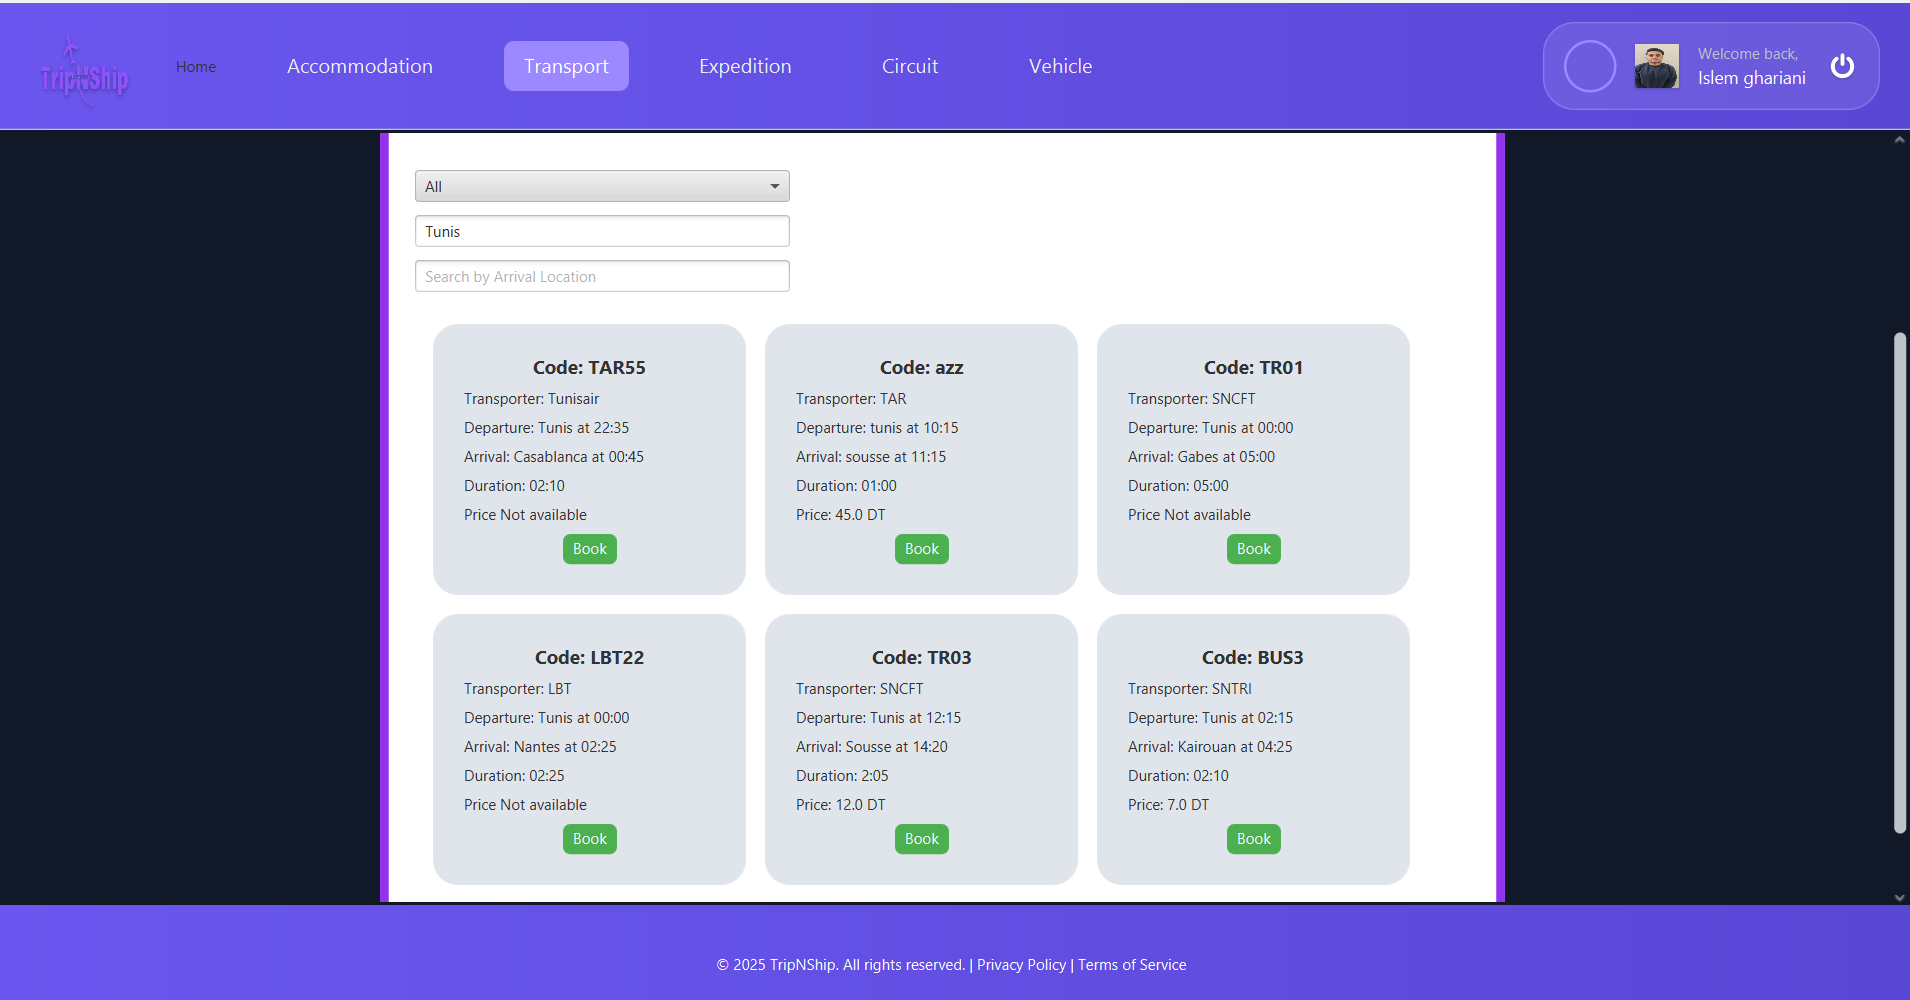 TripNShip
Home
Accommodation
Transport
Expedition
Circuit
Vehicle
Welcome back,
Islem ghariani
All
Tunis
Search by Arrival Location
Code: TAR55
Transporter: Tunisair
Departure: Tunis at 22:35
Arrival: Casablanca at 00:45
Duration: 02:10
Price Not available
Book
Code: azz
Transporter: TAR
Departure: tunis at 10:15
Arrival: sousse at 11:15
Duration: 01:00
Price: 45.0 DT
Book
Code: TR01
Transporter: SNCFT
Departure: Tunis at 00:00
Arrival: Gabes at 05:00
Duration: 05:00
Price Not available
Book
Code: LBT22
Transporter: LBT
Departure: Tunis at 00:00
Arrival: Nantes at 02:25
Duration: 02:25
Price Not available
Book
Code: TR03
Transporter: SNCFT
Departure: Tunis at 12:15
Arrival: Sousse at 14:20
Duration: 2:05
Price: 12.0 DT
Book
Code: BUS3
Transporter: SNTRI
Departure: Tunis at 02:15
Arrival: Kairouan at 04:25
Duration: 02:10
Price: 7.0 DT
Book
© 2025 TripNShip. All rights reserved. | Privacy Policy | Terms of Service